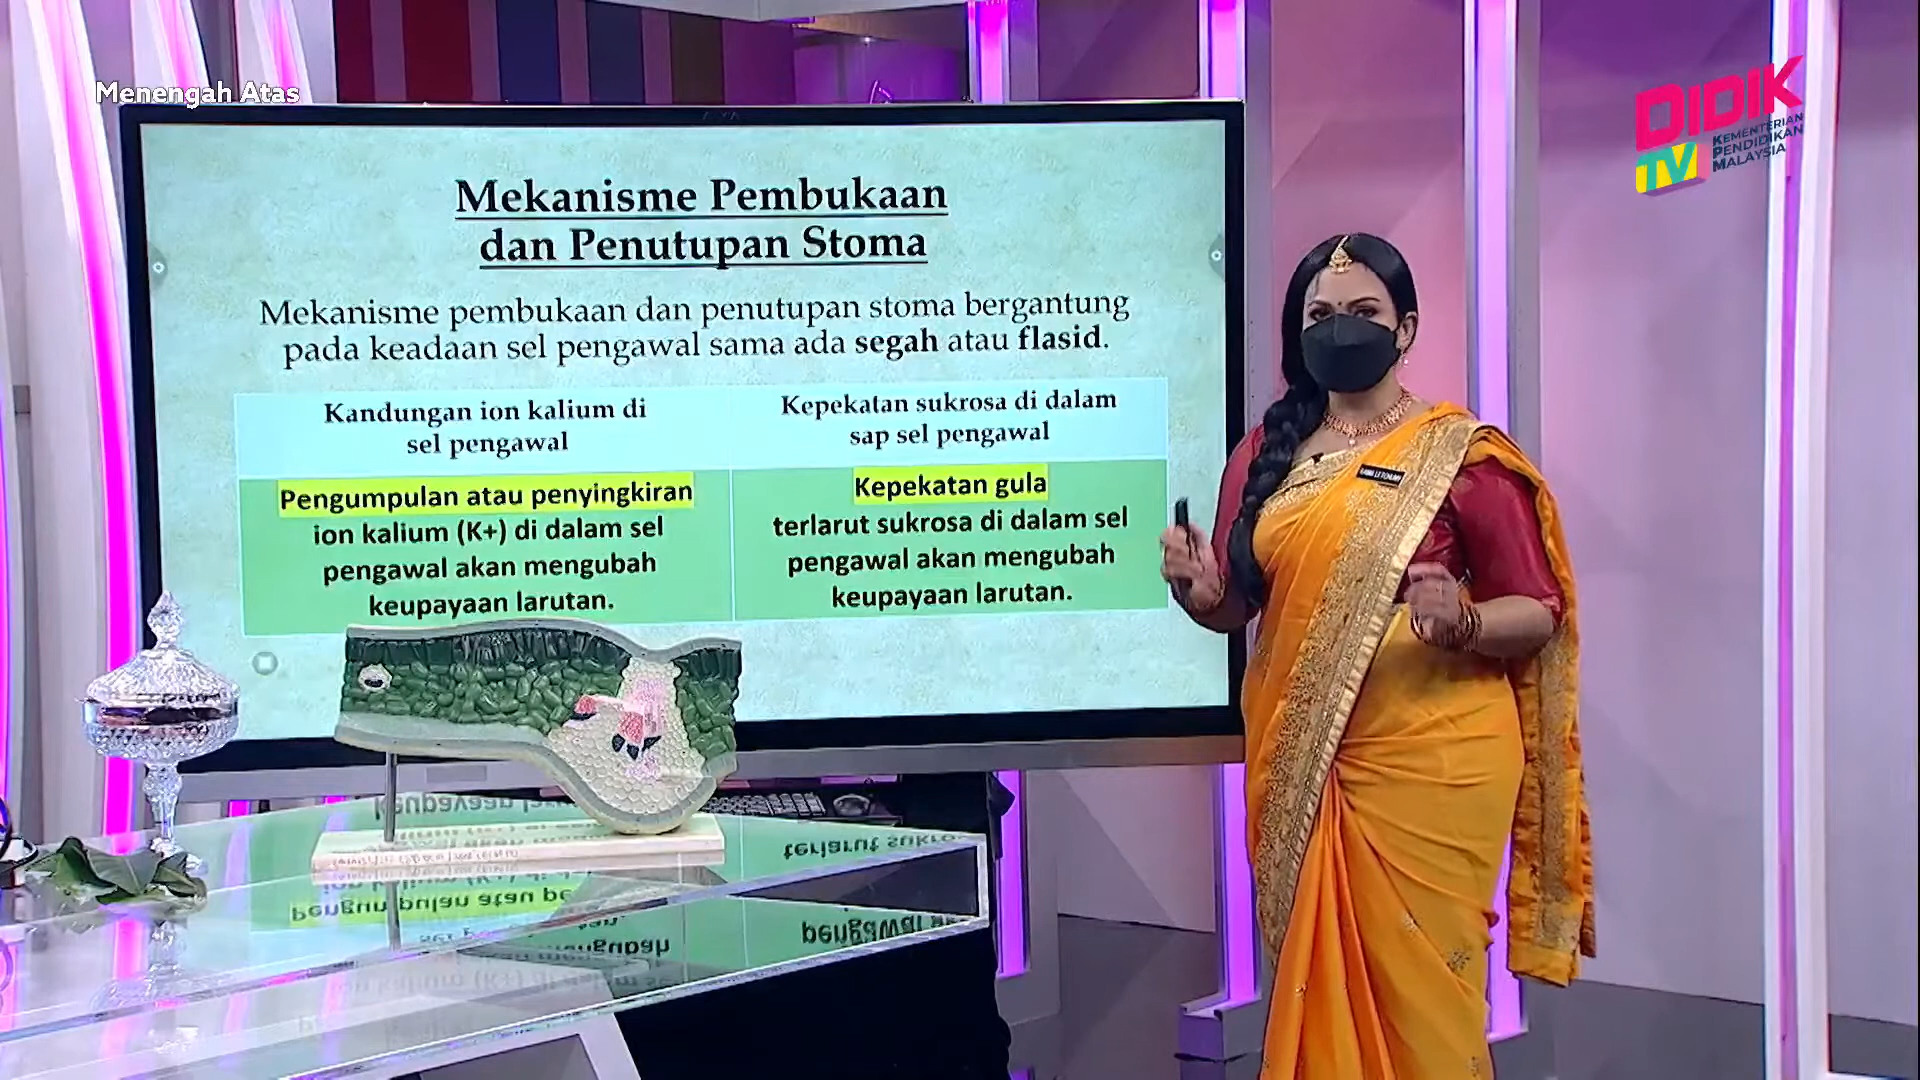 Menengah Atas
DIDIK
TV
KEMENTERIAN
PENDIDIKAN
MALAYSIA
Mekanisme Pembukaan
dan Penutupan Stoma
Mekanisme pembukaan dan penutupan stoma bergantung
pada keadaan sel pengawal sama ada segah atau flasid.
Kandungan ion kalium di
sel pengawal
Pengumpulan atau penyingkiran
ion kalium (K+) di dalam sel
pengawal akan mengubah
keupayaan larutan.
Kepekatan sukrosa di dalam
sap sel pengawal
Kepekatan gula
terlarut sukrosa di dalam sel
pengawal akan mengubah
keupayaan larutan.